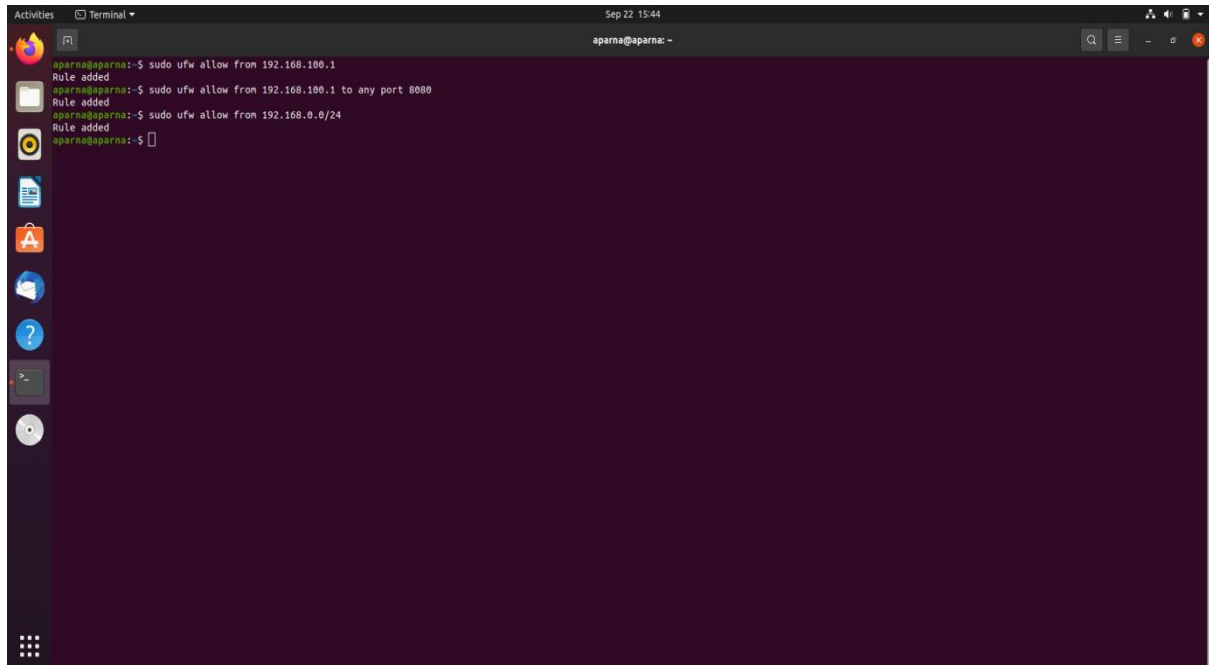 Activities Terminal Sep 22 15:44
aparna@aparna: ~
aparna@aparna:~$ sudo ufw allow from 192.168.100.1
Rule added
aparna@aparna:~$ sudo ufw allow from 192.168.100.1 to any port 8080
Rule added
aparna@aparna:~$ sudo ufw allow from 192.168.0.0/24
Rule added
aparna@aparna:~$